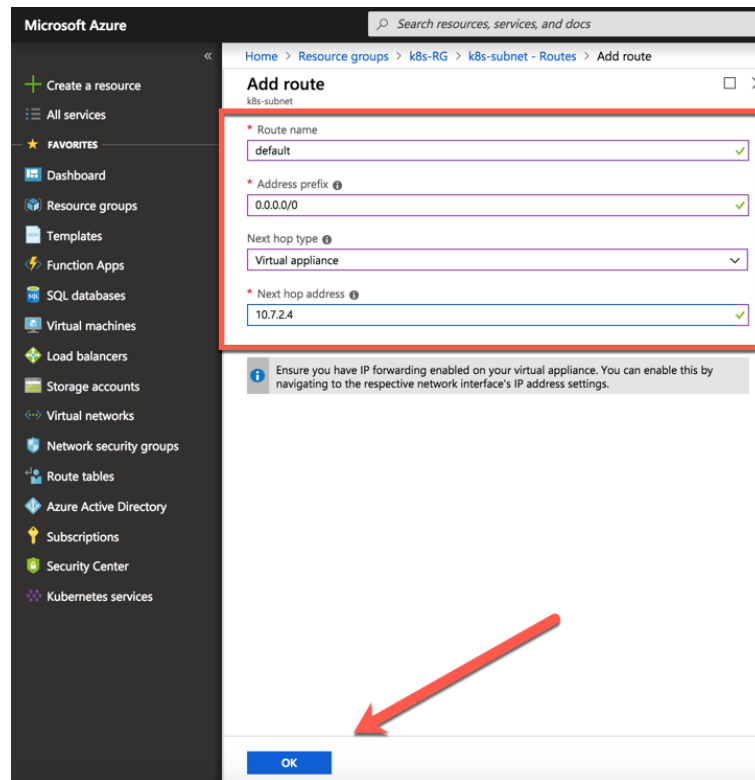 Microsoft Azure
Search resources, services, and docs
«
Create a resource
All services
FAVORITES
Dashboard
Resource groups
Templates
Function Apps
SQL databases
Virtual machines
Load balancers
Storage accounts
Virtual networks
Network security groups
Route tables
Azure Active Directory
Subscriptions
Security Center
Kubernetes services
Home > Resource groups > k8s-RG > k8s-subnet - Routes > Add route
Add route
k8s-subnet
* Route name
default
* Address prefix
0.0.0.0/0
Next hop type
Virtual appliance
* Next hop address
10.7.2.4
Ensure you have IP forwarding enabled on your virtual appliance. You can enable this by
navigating to the respective network interface's IP address settings.
OK